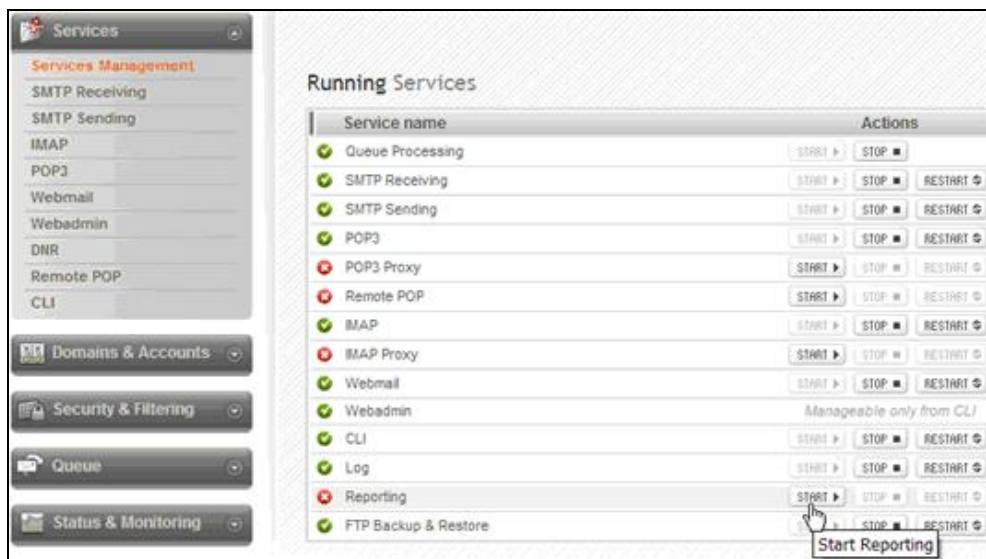 Services
Services Management
SMTP Receiving
SMTP Sending
IMAP
POP3
Webmail
Webadmin
DNR
Remote POP
CLI
Domains & Accounts
Security & Filtering
Queue
Status & Monitoring
Running Services
Service name Actions
Queue Processing START STOP
SMTP Receiving START STOP RESTART
SMTP Sending START STOP RESTART
POP3 START STOP RESTART
POP3 Proxy START STOP RESTART
Remote POP START STOP RESTART
IMAP START STOP RESTART
IMAP Proxy START STOP RESTART
Webmail START STOP RESTART
Webadmin Manageable only from CLI
CLI START STOP RESTART
Log START STOP RESTART
Reporting START STOP RESTART
FTP Backup & Restore STOP RESTART
Start Reporting